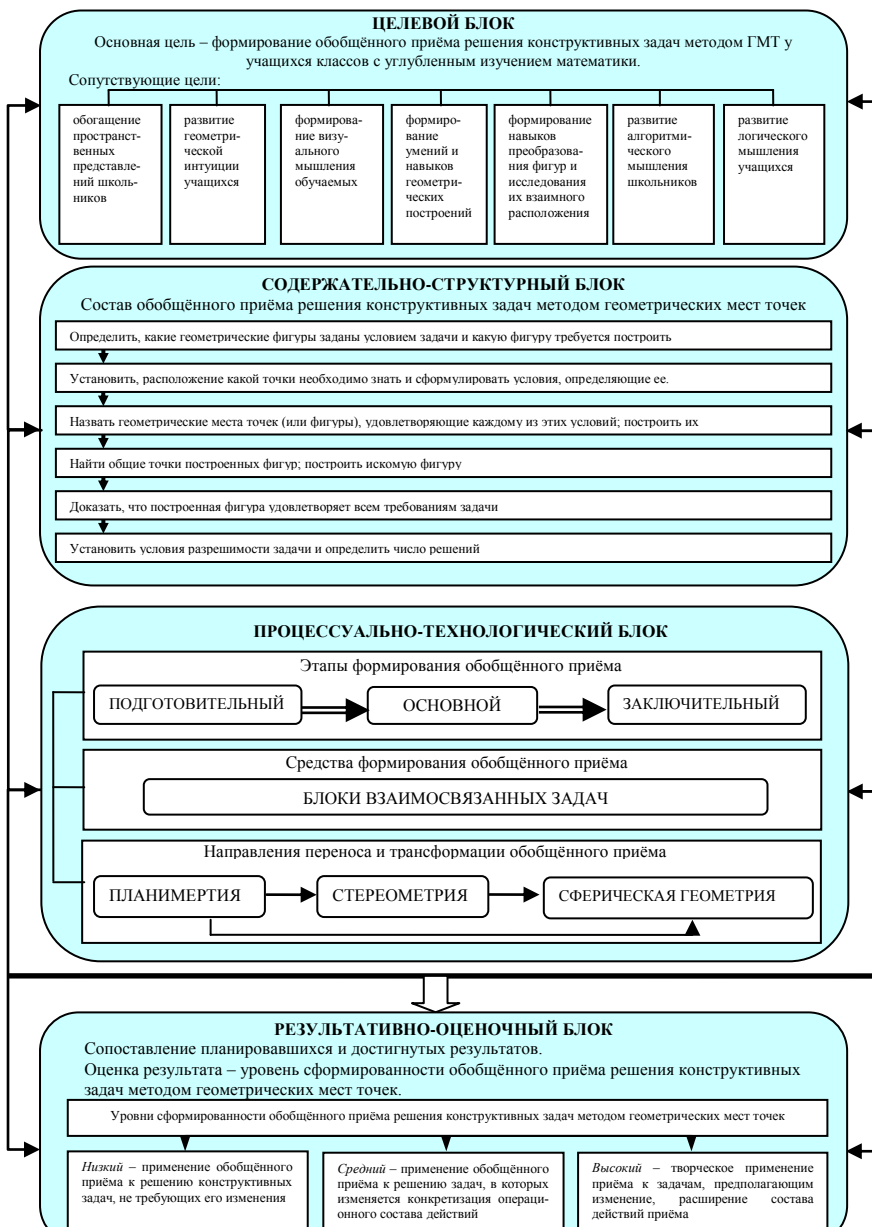 ЦЕЛЕВОЙ БЛОК
Основная цель – формирование обобщённого приёма решения конструктивных задач методом ГМТ у
учащихся классов с углубленным изучением математики.
Сопутствующие цели:
обогащение
пространст-
венных
представле-
ний школь-
ников
развитие
геометри-
ческой
интуиции
учащихся
формирова-
ние визу-
ального
мышления
обучаемых
формиро-
вание
умений и
навыков
геометри-
ческих
построений
формирование
навыков
преобразова-
ния фигур и
исследования
их взаимного
расположения
развитие
алгоритми-
ческого
мышления
школьников
развитие
логического
мышления
учащихся
СОДЕРЖАТЕЛЬНО-СТРУКТУРНЫЙ БЛОК
Состав обобщённого приёма решения конструктивных задач методом геометрических мест точек
Определить, какие геометрические фигуры заданы условием задачи и какую фигуру требуется построить
Установить, расположение какой точки необходимо знать и сформулировать условия, определяющие ее.
Назвать геометрические места точек (или фигуры), удовлетворяющие каждому из этих условий; построить их
Найти общие точки построенных фигур; построить искомую фигуру
Доказать, что построенная фигура удовлетворяет всем требованиям задачи
Установить условия разрешимости задачи и определить число решений
ПРОЦЕССУАЛЬНО-ТЕХНОЛОГИЧЕСКИЙ БЛОК
Этапы формирования обобщённого приёма
ПОДГОТОВИТЕЛЬНЫЙ
ОСНОВНОЙ
ЗАКЛЮЧИТЕЛЬНЫЙ
Средства формирования обобщённого приёма
БЛОКИ ВЗАИМОСВЯЗАННЫХ ЗАДАЧ
Направления переноса и трансформации обобщённого приёма
ПЛАНИМЕРТИЯ
СТЕРЕОМЕТРИЯ
СФЕРИЧЕСКАЯ ГЕОМЕТРИЯ
РЕЗУЛЬТАТИВНО-ОЦЕНОЧНЫЙ БЛОК
Сопоставление планировавшихся и достигнутых результатов.
Оценка результата – уровень сформированности обобщённого приёма решения конструктивных
задач методом геометрических мест точек.
Уровни сформированности обобщённого приёма решения конструктивных задач методом геометрических мест точек
Низкий – применение обобщённого
приёма к решению конструктивных
задач, не требующих его изменения
Средний – применение обобщённого
приёма к решению задач, в которых
изменяется конкретизация операци-
онного состава действий
Высокий – творческое применение
приёма к задачам, предполагающим
изменение, расширение состава
действий приёма